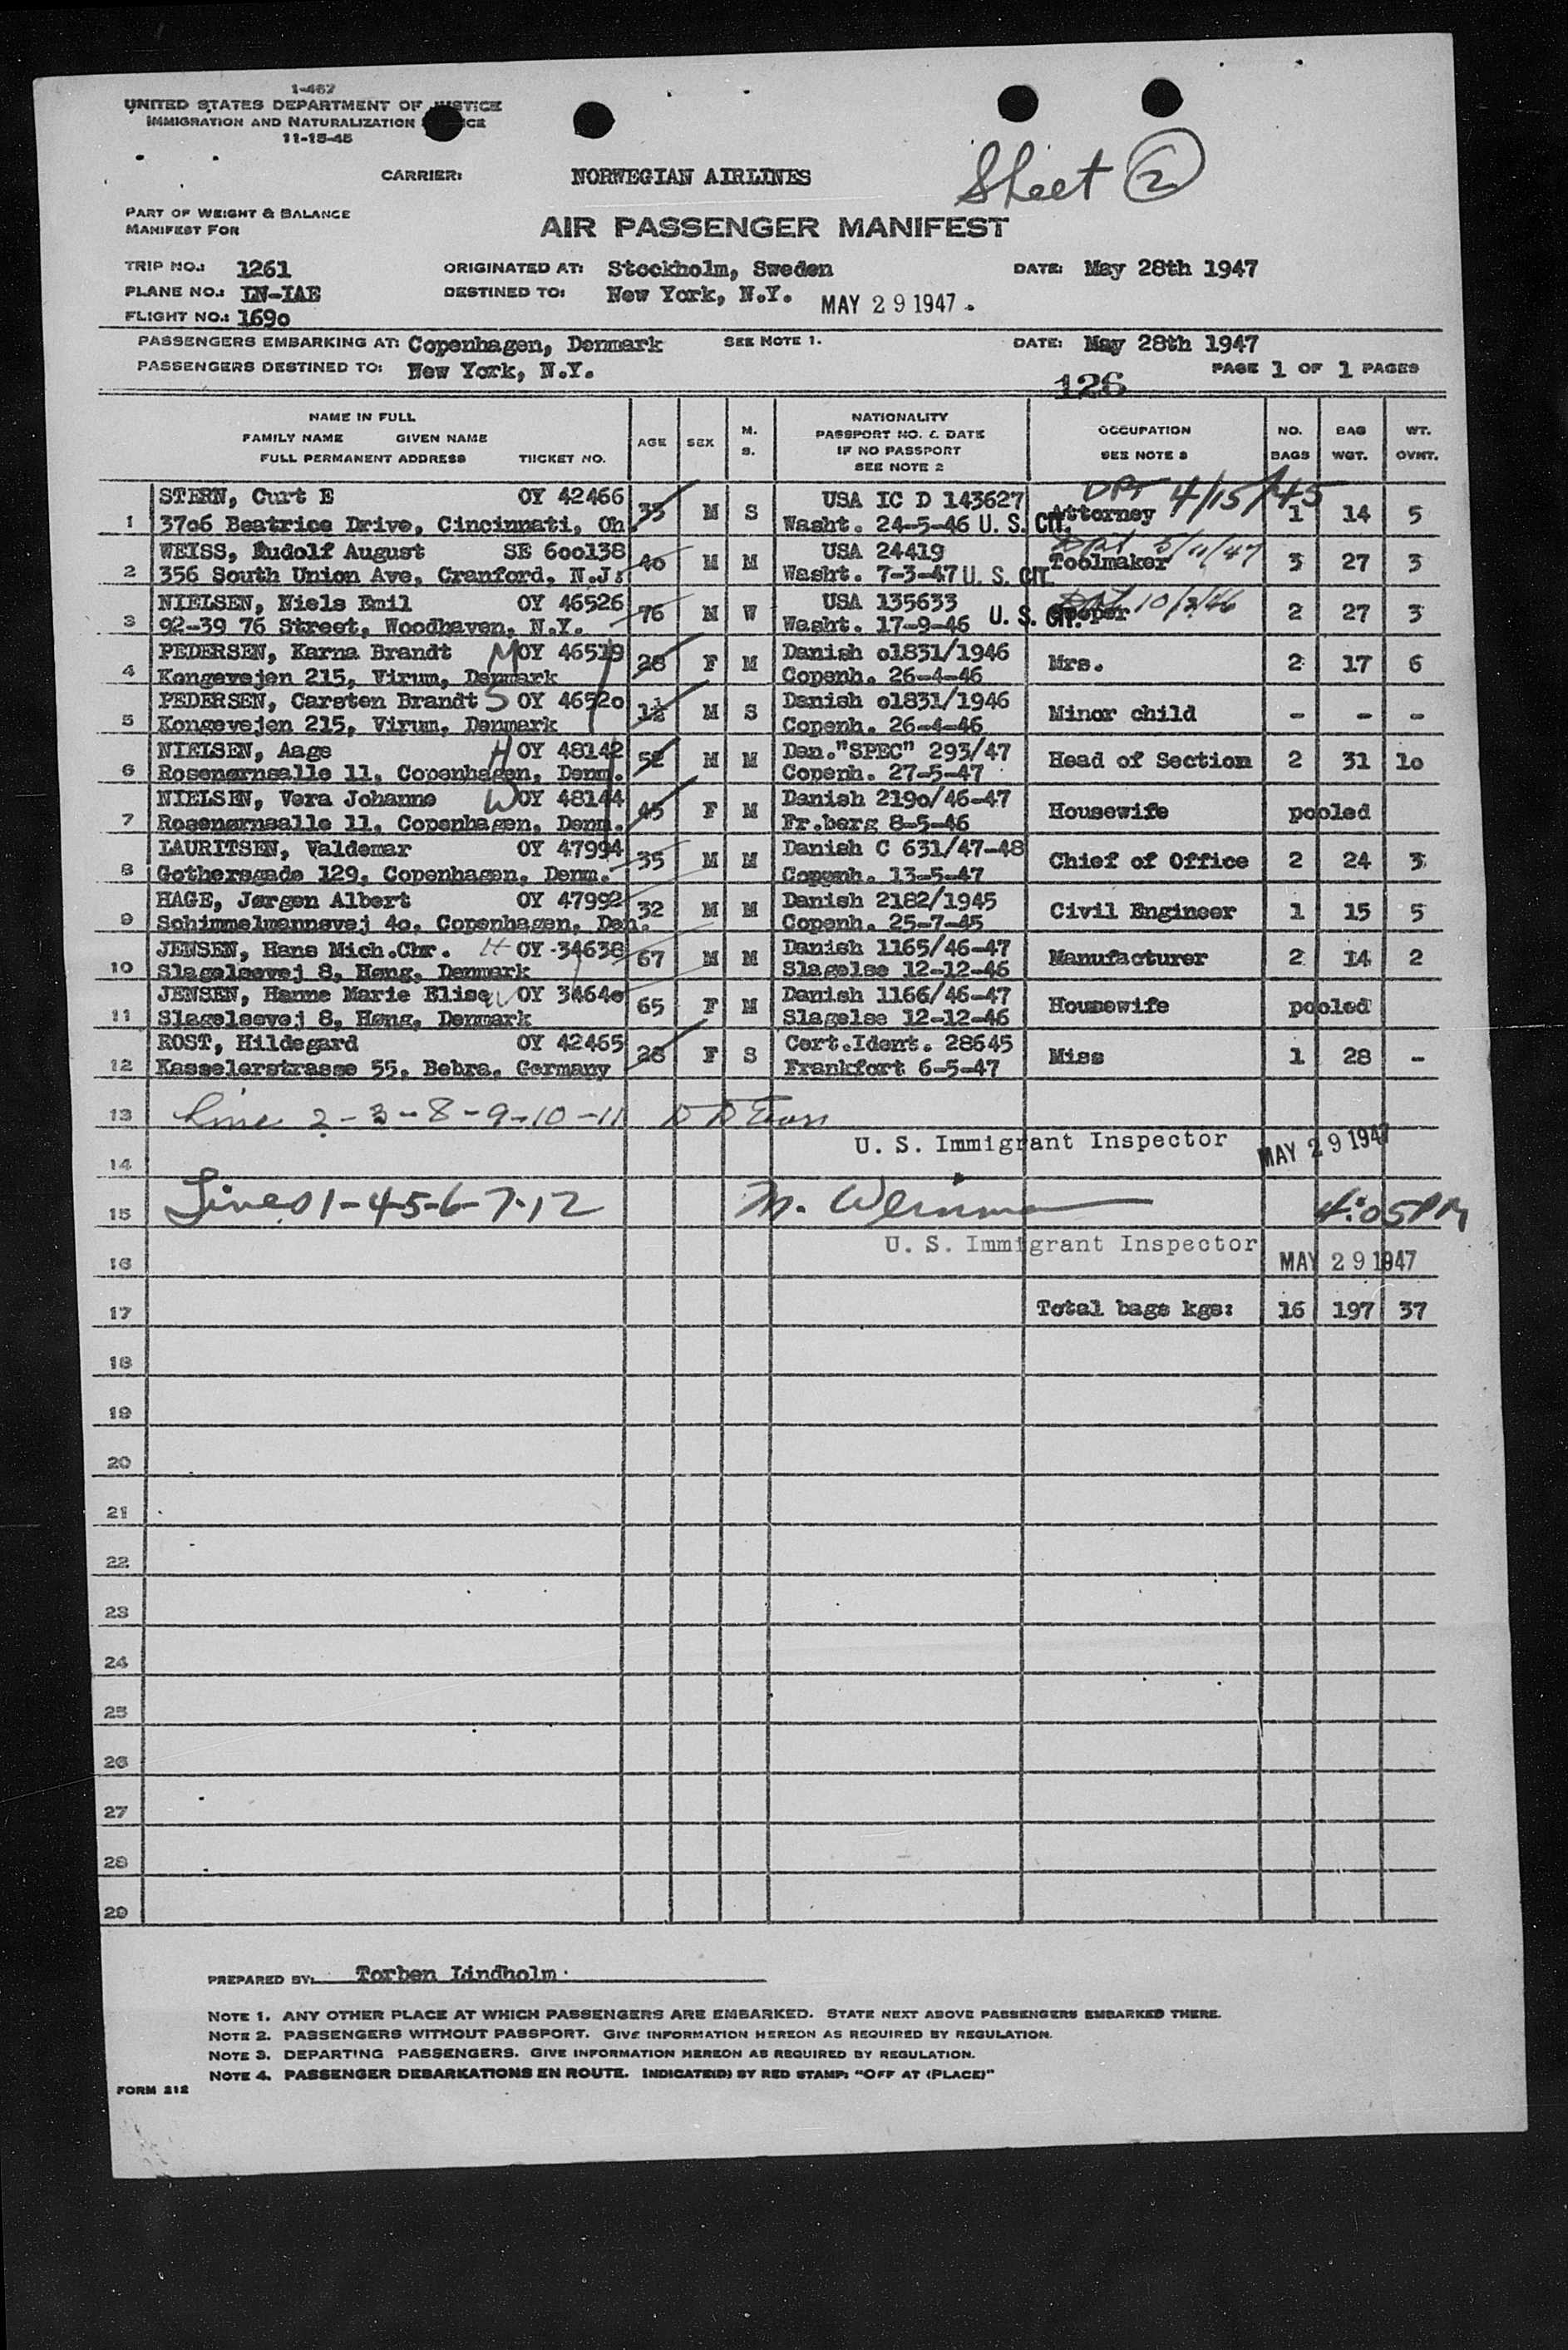 1-467
UNITED STATES DEPARTMENT OF JUSTICE
IMMIGRATION AND NATURALIZATION
11-15-45
CARRIER: NORWEGIAN AIRLINES
Sheet 2
PART OF WEIGHT & BALANCE
MANIFEST FOR
AIR PASSENGER MANIFEST
TRIP NO.: 1261 ORIGINATED AT: Stockholm, Sweden DATE: May 28th 1947
PLANE NO.: LN-IAE DESTINED TO: New York, N.Y. MAY 29 1947
FLIGHT NO.: 169o
PASSENGERS EMBARKING AT: Copenhagen, Denmark SEE NOTE 1. DATE: May 28th 1947
PASSENGERS DESTINED TO: New York, N.Y. 126 PAGE 1 OF 1 PAGES
NAME IN FULL
FAMILY NAME GIVEN NAME
FULL PERMANENT ADDRESS TICKET NO.
AGE
SEX
M.
S.
NATIONALITY
PASSPORT NO. & DATE
IF NO PASSPORT
SEE NOTE 2
OCCUPATION
SEE NOTE 3
NO.
BAGS
BAG
WGT.
WT.
OVWT.
STERN, Curt E OY 42466 USA IC D 143627 DPT 4/15/45
1 37o6 Beatrice Drive, Cincinnati, Oh 35 M S Washt. 24-5-46 U. S. CIT. Attorney 1 14 5
WEISS, Rudolf August SE 6oo138 USA 24419 5/11/47
2 356 South Union Ave, Cranford, N.J. 4o M M Washt. 7-3-47 U. S. CIT. Toolmaker 3 27 3
NIELSEN, Niels Emil OY 46526 USA 135633
3 92-39 76 Street, Woodhaven, N.Y. 76 M W Washt. 17-9-46 U. S. CIT. 2 27 3
PEDERSEN, Karna Brandt M OY 46519 Danish o1831/1946
4 Kongevejen 215, Virum, Denmark 28 F M Copenh. 26-4-46 Mrs. 2 17 6
PEDERSEN, Carsten Brandt S OY 4652o Danish o1831/1946
5 Kongevejen 215, Virum, Denmark 1½ M S Copenh. 26-4-46 Minor child - - -
NIELSEN, Aage H OY 48142 Den."SPEC" 293/47
6 Rosenørnsalle 11, Copenhagen, Denm. 52 M M Copenh. 27-5-47 Head of Section 2 31 1o
NIELSEN, Vera Johanne W OY 48144 Danish 219o/46-47
7 Rosenørnsalle 11, Copenhagen, Denm. 45 F M Fr.berg 8-5-46 Housewife pooled
LAURITSEN, Valdemar OY 47994 Danish C 631/47-48
8 Gothersgade 129, Copenhagen, Denm. 35 M M Copenh. 13-5-47 Chief of Office 2 24 3
HAGE, Jørgen Albert OY 47992 Danish 2182/1945
9 Schimmelmannsvej 4o, Copenhagen, Den. 32 M M Copenh. 25-7-45 Civil Engineer 1 15 5
JENSEN, Hans Mich.Chr. H OY 34638 Danish 1165/46-47
10 Slagelsevej 8, Høng, Denmark 67 M M Slagelse 12-12-46 Manufacturer 2 14 2
JENSEN, Hanne Marie Elise W OY 3464o Danish 1166/46-47
11 Slagelsevej 8, Høng, Denmark 65 F M Slagelse 12-12-46 Housewife pooled
ROST, Hildegard OY 42465 Cert.Ident. 28645
12 Kasselerstrasse 55, Bebra, Germany 28 F S Frankfort 6-5-47 Miss 1 28 -
13 Line 2-3-8-9-10-11
U. S. Immigrant Inspector MAY 29 1947
14
15 Lines 1-4-5-6-7-12 4:05 PM
U. S. Immigrant Inspector MAY 29 1947
16
17 Total bags kgs: 16 197 37
18
19
20
21
22
23
24
25
26
27
28
29
PREPARED BY: Torben Lindholm
NOTE 1. ANY OTHER PLACE AT WHICH PASSENGERS ARE EMBARKED. STATE NEXT ABOVE PASSENGERS EMBARKED THERE.
NOTE 2. PASSENGERS WITHOUT PASSPORT. GIVE INFORMATION HEREON AS REQUIRED BY REGULATION.
NOTE 3. DEPARTING PASSENGERS. GIVE INFORMATION HEREON AS REQUIRED BY REGULATION.
NOTE 4. PASSENGER DEBARKATIONS EN ROUTE. INDICATE(D) BY RED STAMP: "OFF AT (PLACE)"
FORM 212